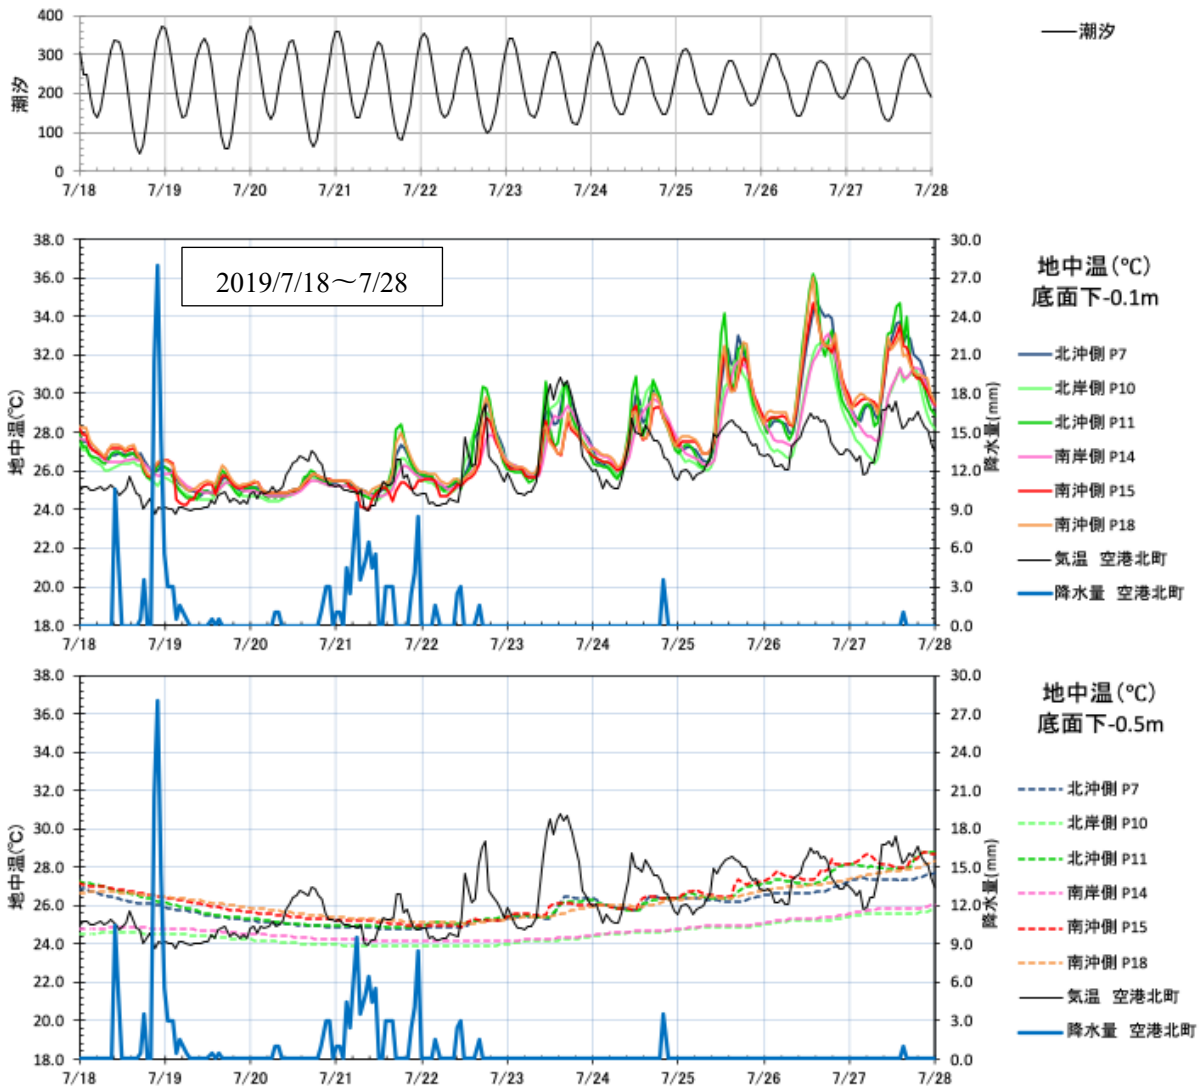 400
300
200
100
0
潮汐
7/18 7/19 7/20 7/21 7/22 7/23 7/24 7/25 7/26 7/27 7/28
潮汐
2019/7/18～7/28
38.0
36.0
34.0
32.0
30.0
28.0
26.0
24.0
22.0
20.0
18.0
地中温(℃)
30.0
27.0
24.0
21.0
18.0
15.0
12.0
9.0
6.0
3.0
0.0
降水量(mm)
7/18 7/19 7/20 7/21 7/22 7/23 7/24 7/25 7/26 7/27 7/28
地中温(℃)
底面下-0.1m
北沖側 P7
北岸側 P10
北沖側 P11
南岸側 P14
南沖側 P15
南沖側 P18
気温 空港北町
降水量 空港北町
38.0
36.0
34.0
32.0
30.0
28.0
26.0
24.0
22.0
20.0
18.0
地中温(℃)
30.0
27.0
24.0
21.0
18.0
15.0
12.0
9.0
6.0
3.0
0.0
降水量(mm)
7/18 7/19 7/20 7/21 7/22 7/23 7/24 7/25 7/26 7/27 7/28
地中温(℃)
底面下-0.5m
北沖側 P7
北岸側 P10
北沖側 P11
南岸側 P14
南沖側 P15
南沖側 P18
気温 空港北町
降水量 空港北町